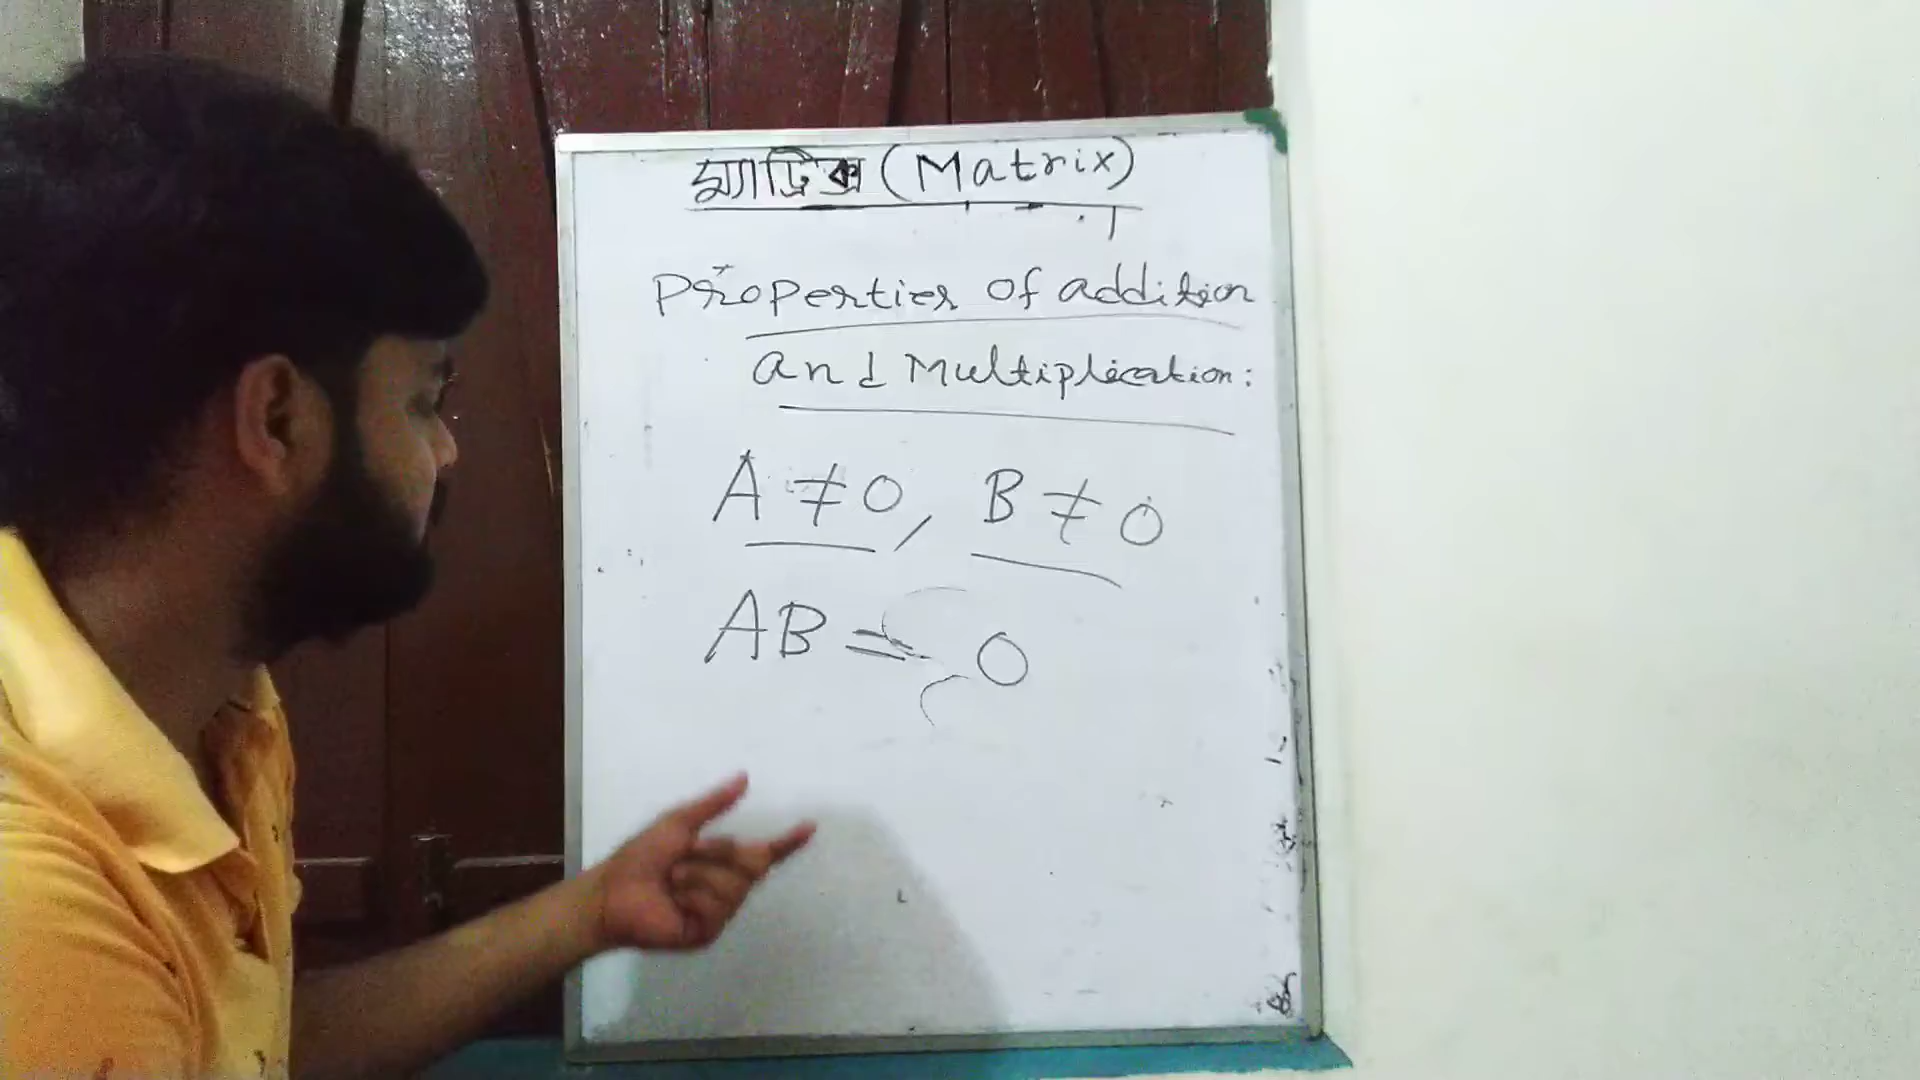 ম্যাট্রিক্স (Matrix)
Properties of addition
and Multiplication:
A ≠ 0, B ≠ 0
AB = 0